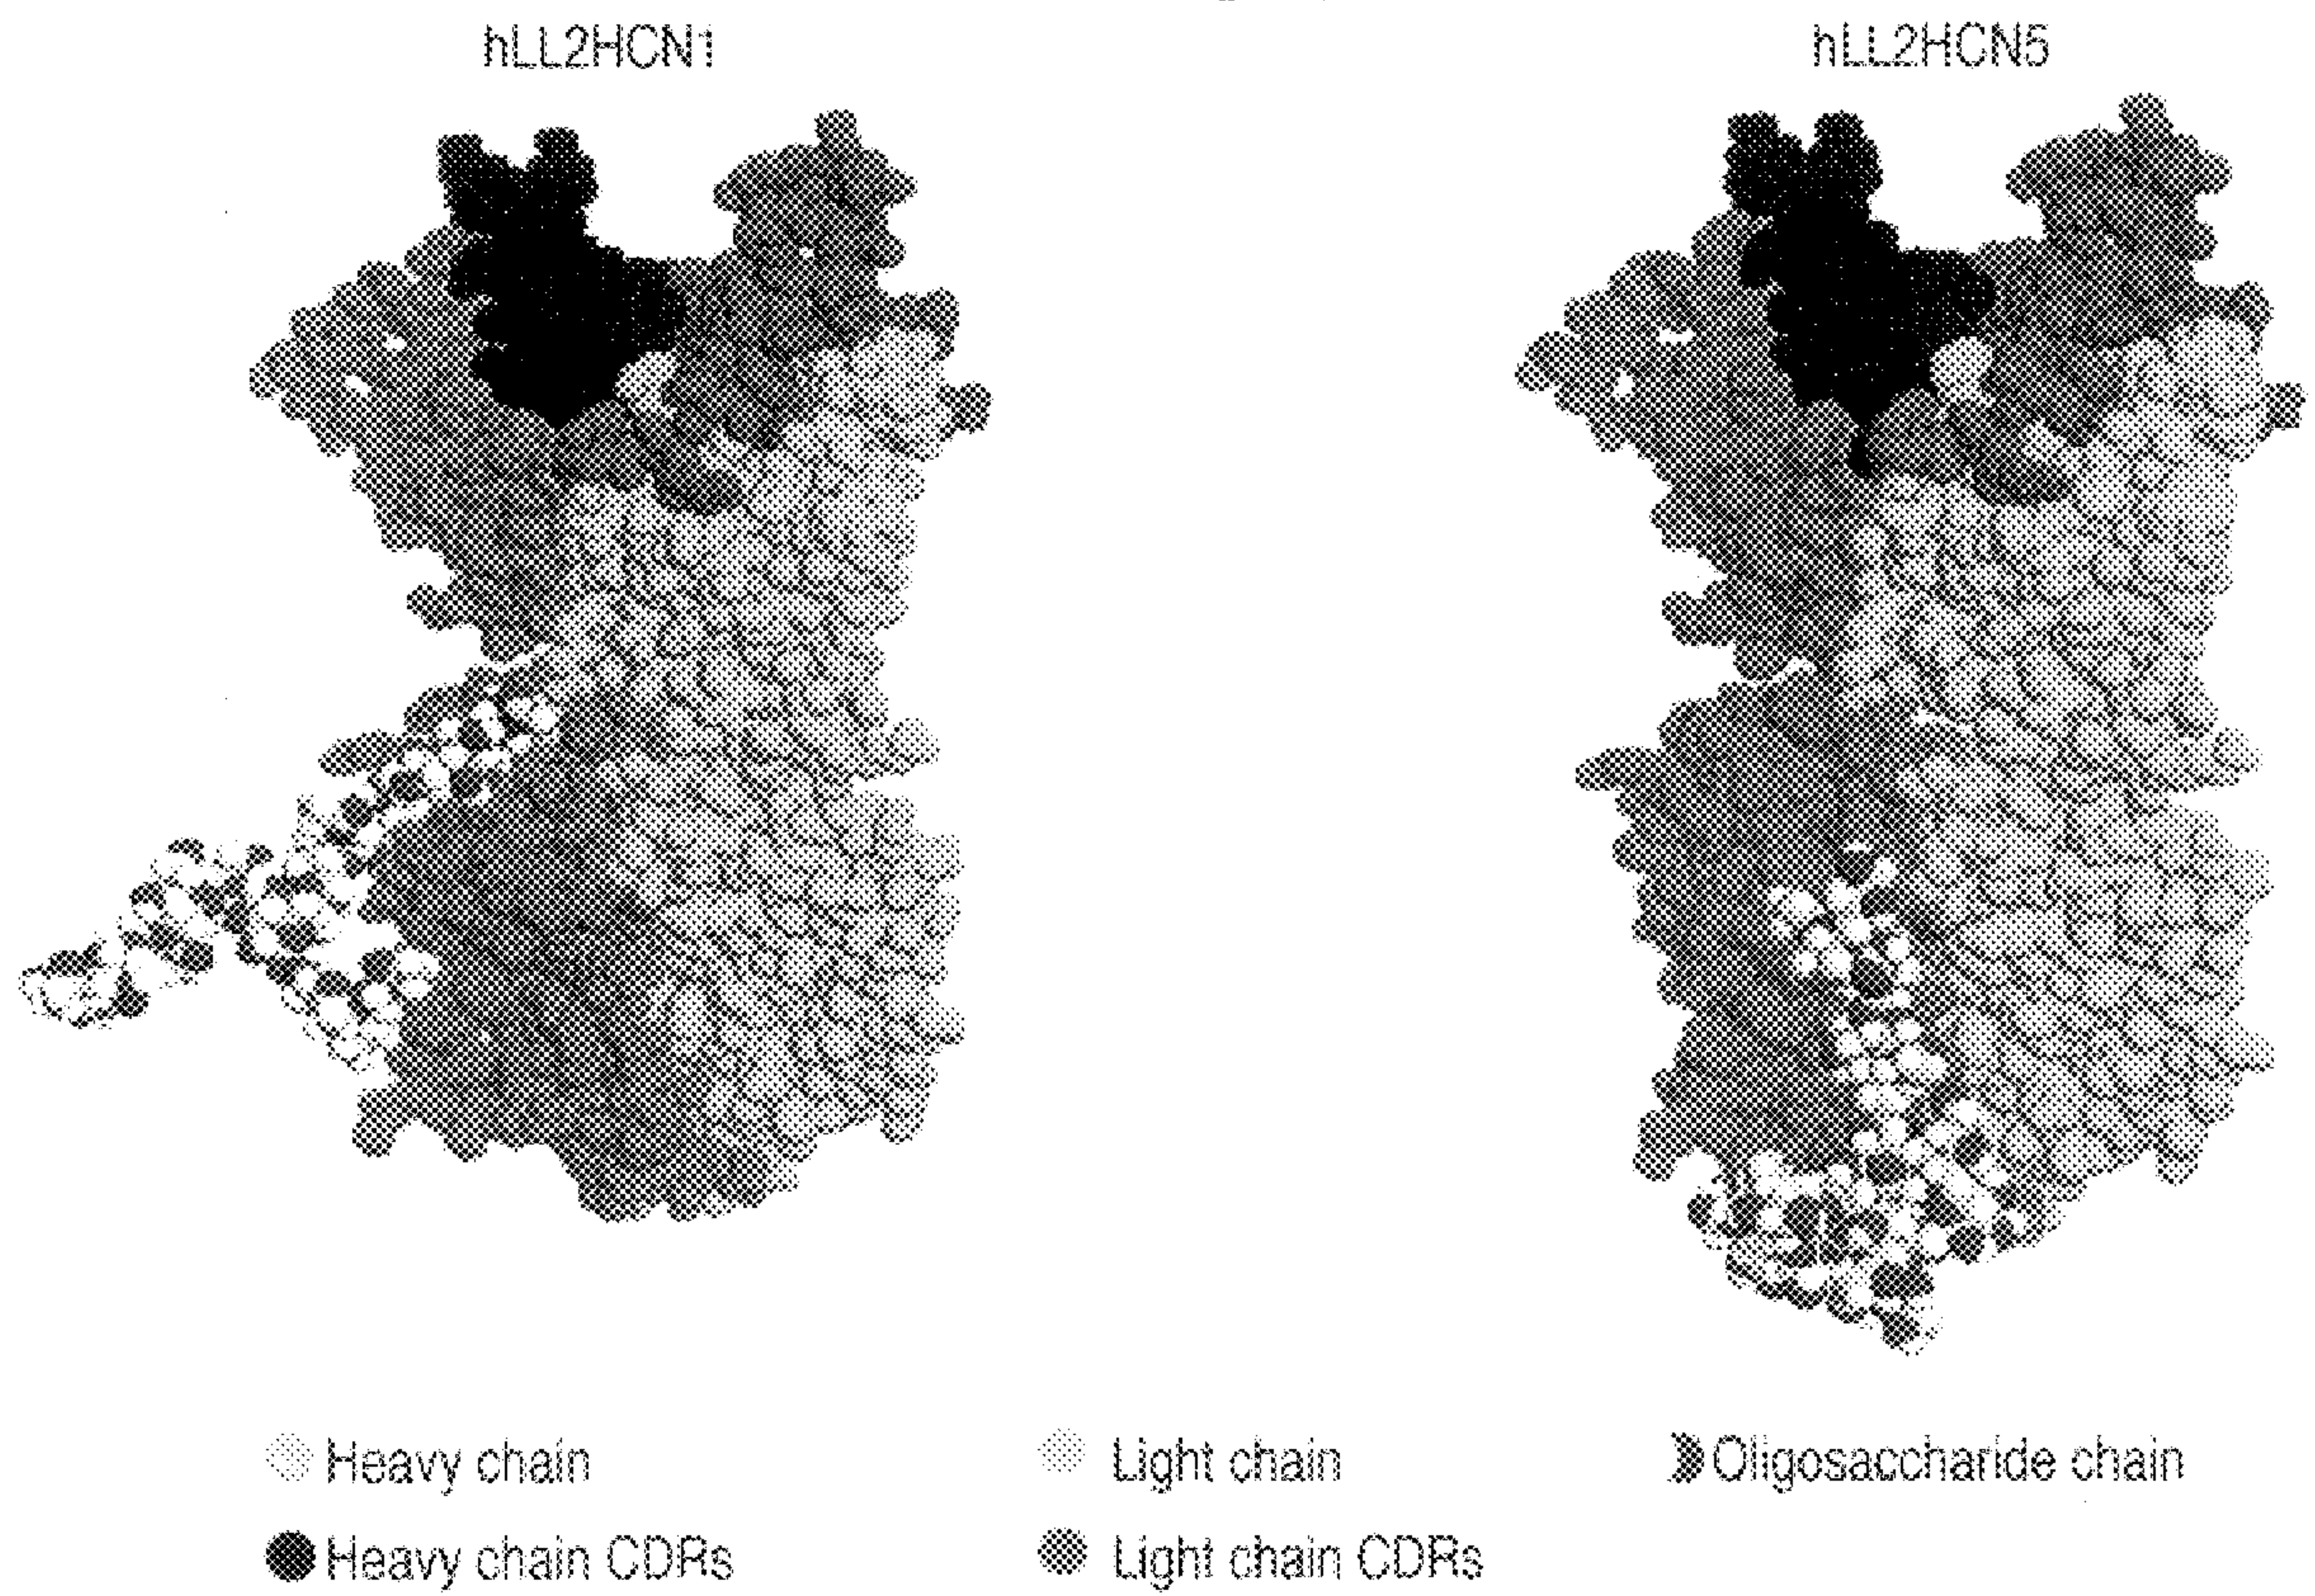 hLL2HCN1
hLL2HCN5
Heavy chain
Light chain
Oligosaccharide chain
Heavy chain CDRs
Light chain CDRs